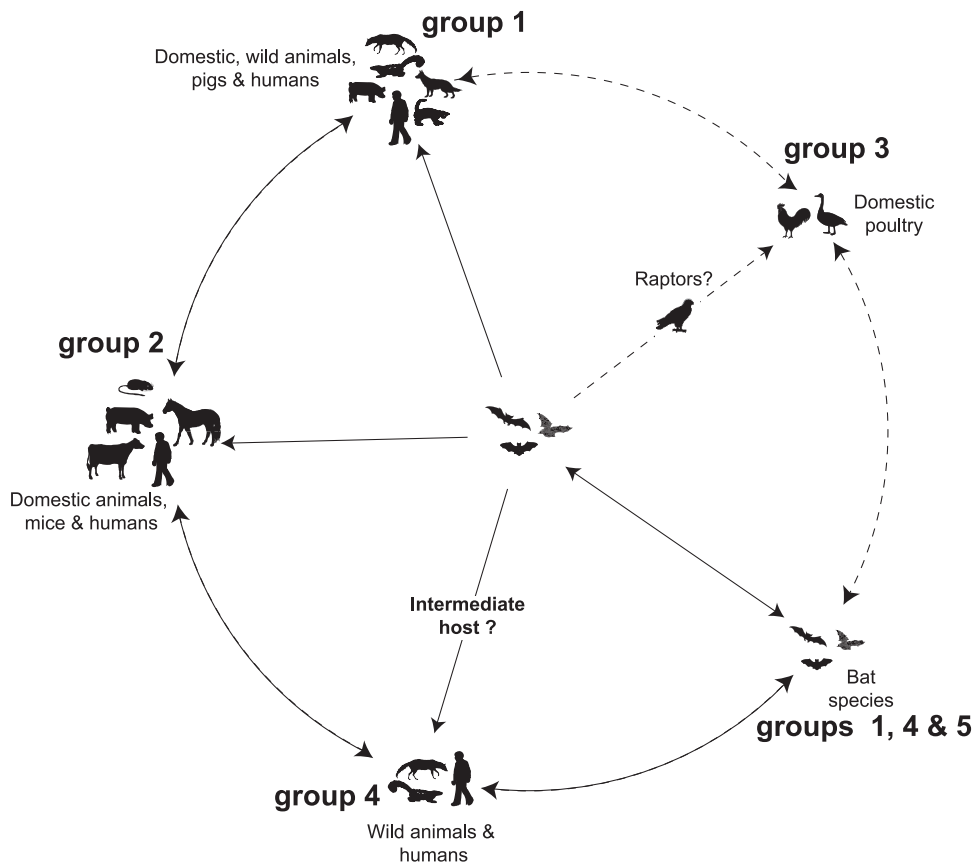 group 1
Domestic, wild animals,
pigs & humans
group 3
Domestic
poultry
Raptors?
group 2
Domestic animals,
mice & humans
Intermediate
host ?
Bat
species
groups 1, 4 & 5
group 4
Wild animals &
humans